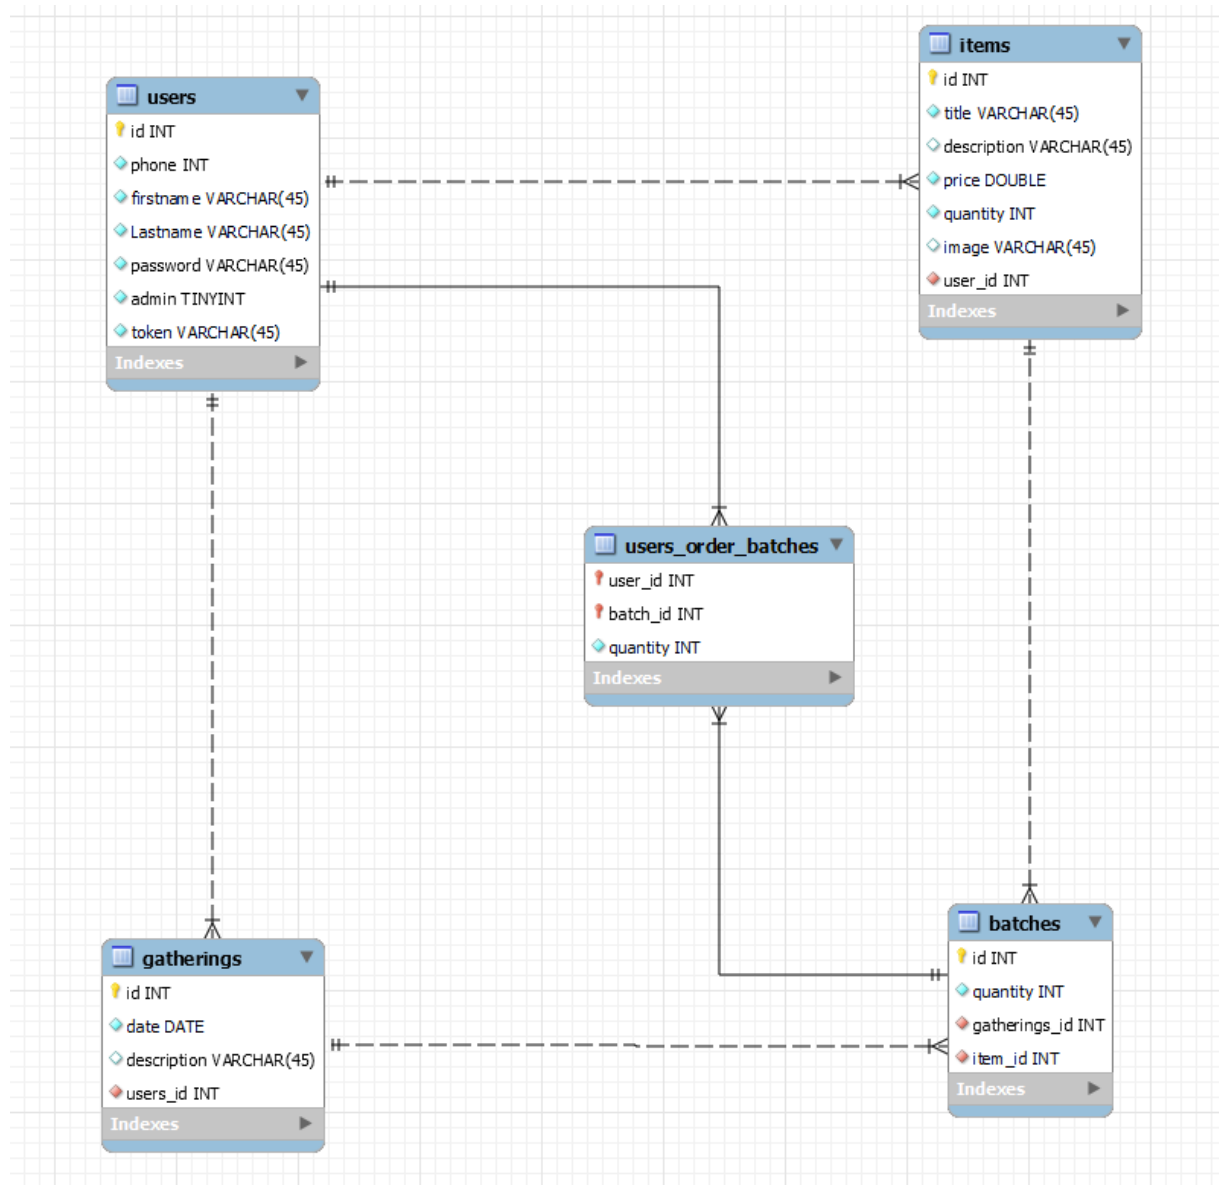 users
id INT
phone INT
firstname VARCHAR(45)
Lastname VARCHAR(45)
password VARCHAR(45)
admin TINYINT
token VARCHAR(45)
Indexes
items
id INT
title VARCHAR(45)
description VARCHAR(45)
price DOUBLE
quantity INT
image VARCHAR(45)
user_id INT
Indexes
users_order_batches
user_id INT
batch_id INT
quantity INT
Indexes
gatherings
id INT
date DATE
description VARCHAR(45)
users_id INT
Indexes
batches
id INT
quantity INT
gatherings_id INT
item_id INT
Indexes